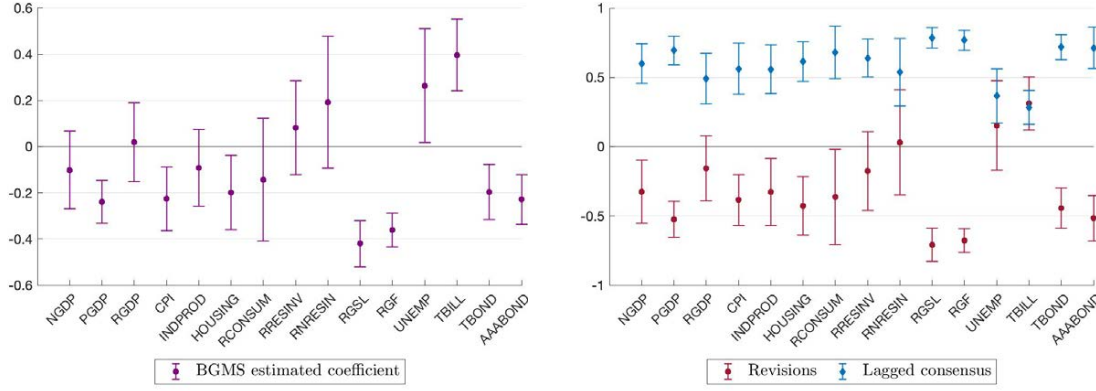 0.6
0.4
0.2
0
-0.2
-0.4
-0.6
NGDP
PGDP
RGDP
CPI
INDPROD
HOUSING
RCONSUM
RRESINV
RNRESIN
RGSL
RGF
UNEMP
TBILL
TBOND
AAABOND
BGMS estimated coefficient
1
0.5
0
-0.5
-1
NGDP
PGDP
RGDP
CPI
INDPROD
HOUSING
RCONSUM
RRESINV
RNRESIN
RGSL
RGF
UNEMP
TBILL
TBOND
AAABOND
Revisions Lagged consensus